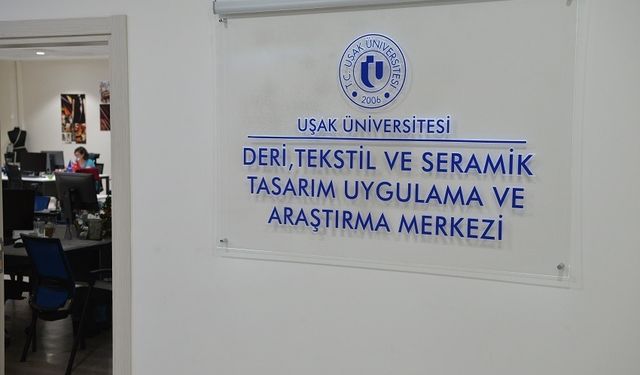 T.C. UŞAK ÜNİVERSİTESİ
2006
UŞAK ÜNİVERSİTESİ
DERİ,TEKSTİL VE SERAMİK
TASARIM UYGULAMA VE
ARAŞTIRMA MERKEZİ